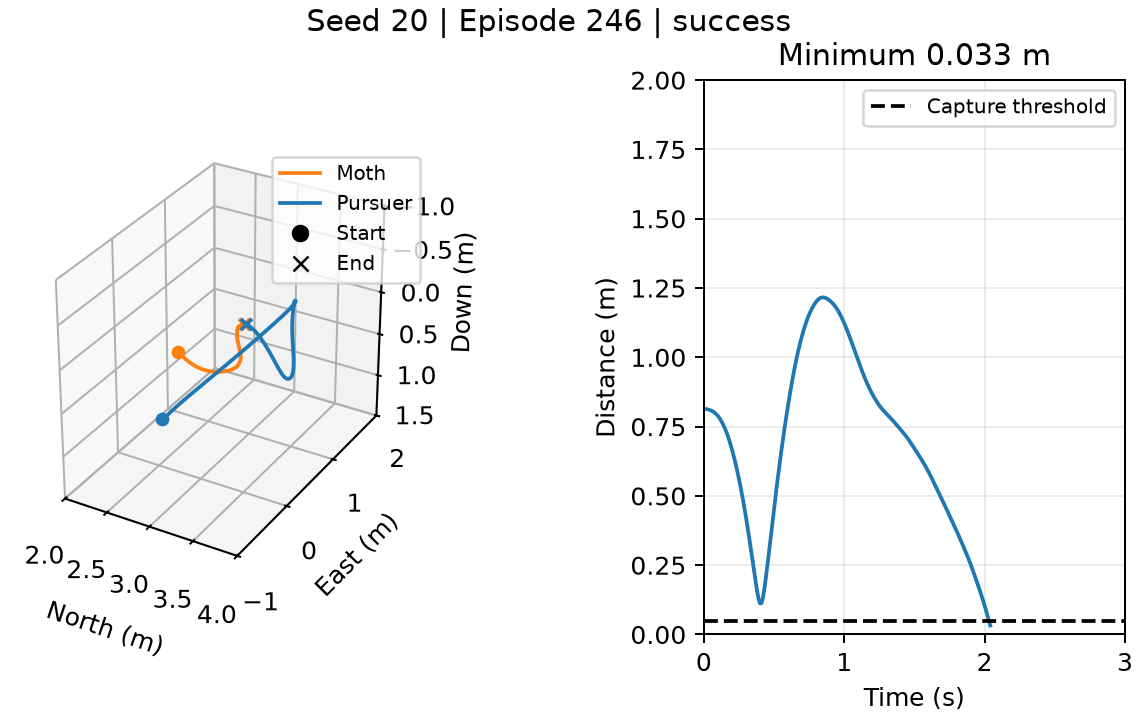 Seed 20 | Episode 246 | success
Moth
Pursuer
Start
End
−1.0
−0.5
0.0
0.5
1.0
1.5
Down (m)
2
1
0
−1
East (m)
2.0
2.5
3.0
3.5
4.0
North (m)
Minimum 0.033 m
Capture threshold
2.00
1.75
1.50
1.25
1.00
0.75
0.50
0.25
0.00
Distance (m)
0
1
2
3
Time (s)